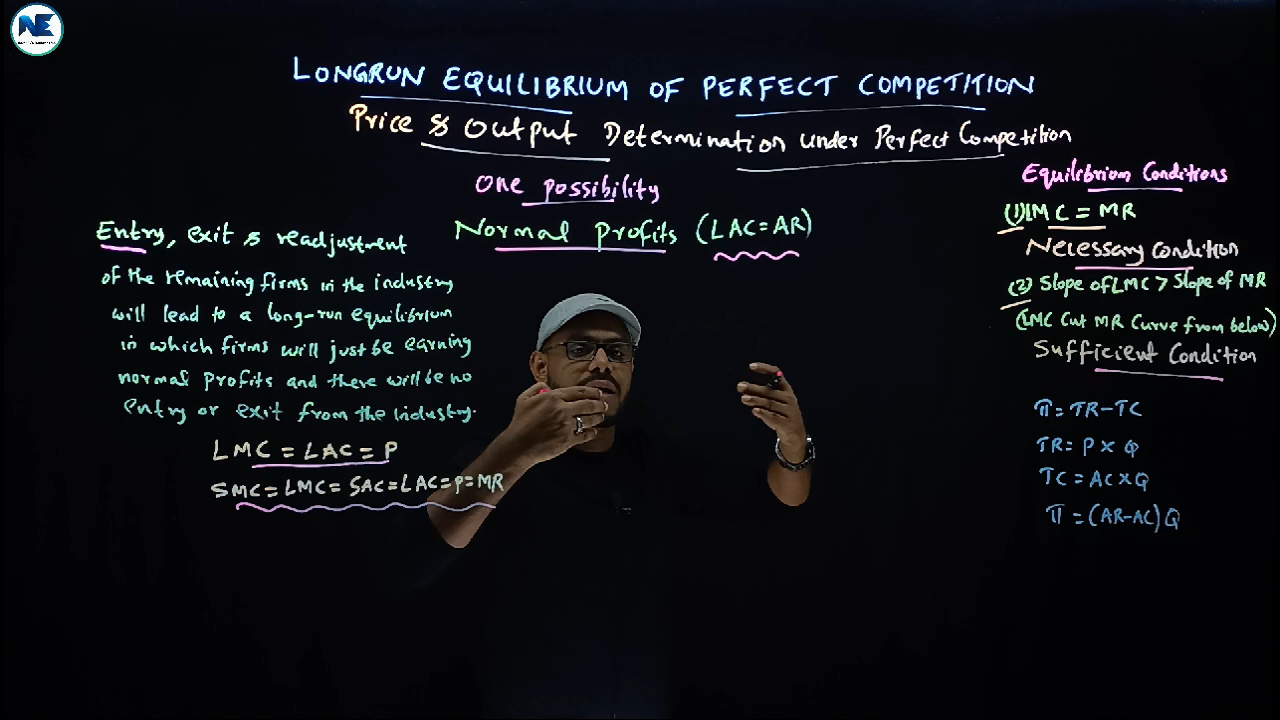 NE
LONGRUN EQUILIBRIUM OF PERFECT COMPETITION
Price & Output Determination under Perfect Competition
One possibility
Normal profits (LAC=AR)
Entry, exit & readjustment
of the remaining firms in the industry
will lead to a long-run equilibrium
in which firms will just be earning
normal profits and there will be no
entry or exit from the industry.
LMC = LAC = P
SMC = LMC = SAC = LAC = P = MR
Equilibrium Conditions
(1) LMC = MR
Necessary Condition
(2) Slope of LMC > Slope of MR
(LMC Cut MR Curve from below)
Sufficient Condition
π = TR - TC
TR = P x Q
TC = AC x Q
π = (AR-AC)Q